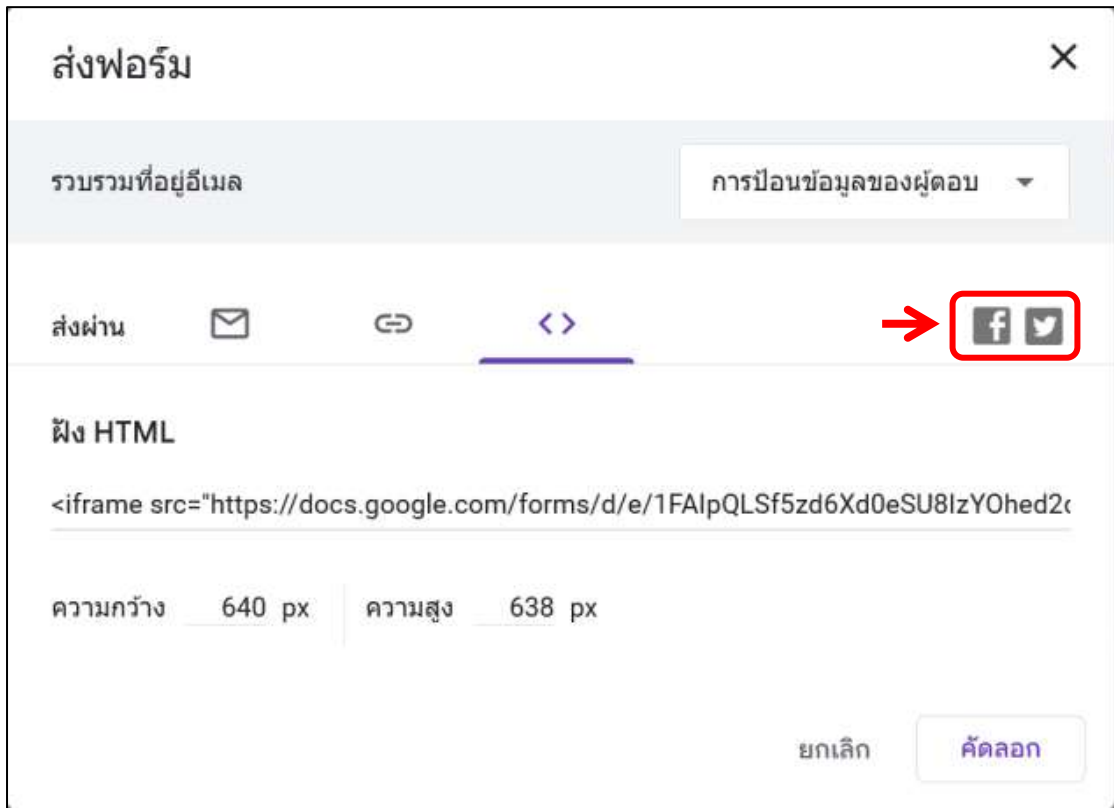 ส่งฟอร์ม
รวบรวมที่อยู่อีเมล การป้อนข้อมูลของผู้ตอบ
ส่งผ่าน
ฝัง HTML
<iframe src="https://docs.google.com/forms/d/e/1FAIpQLSf5zd6Xd0eSU8IzYOhed2
ความกว้าง 640 px ความสูง 638 px
ยกเลิก คัดลอก